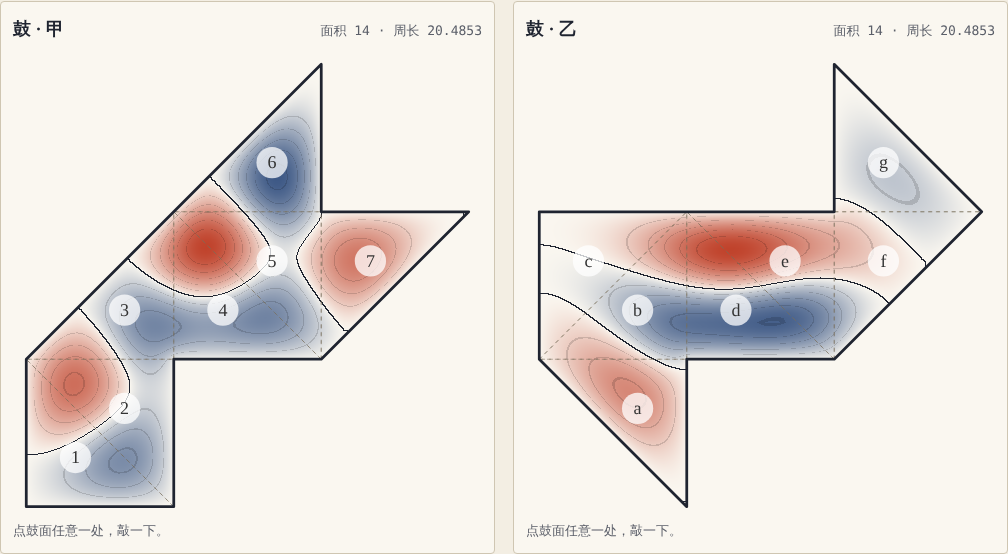 鼓 · 甲
面积 14 · 周长 20.4853
6
5
7
3
4
2
1
点鼓面任意一处，敲一下。
鼓 · 乙
面积 14 · 周长 20.4853
g
c
e
f
b
d
a
点鼓面任意一处，敲一下。